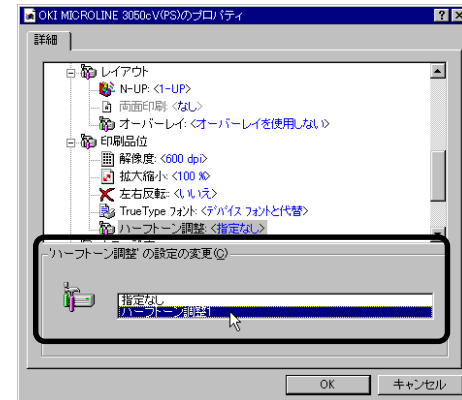 OKI MICROLINE 3050cV(PS)のプロパティ
詳細
レイアウト
N-UP: <1-UP>
両面印刷: <なし>
オーバーレイ: <オーバーレイを使用しない>
印刷品位
解像度: <600 dpi>
拡大縮小: <100 %>
左右反転: <いいえ>
TrueType フォント: <デバイス フォントと代替>
ハーフトーン調整: <指定なし>
'ハーフトーン調整' の設定の変更(C)
指定なし
ハーフトーン調整1
OK
キャンセル